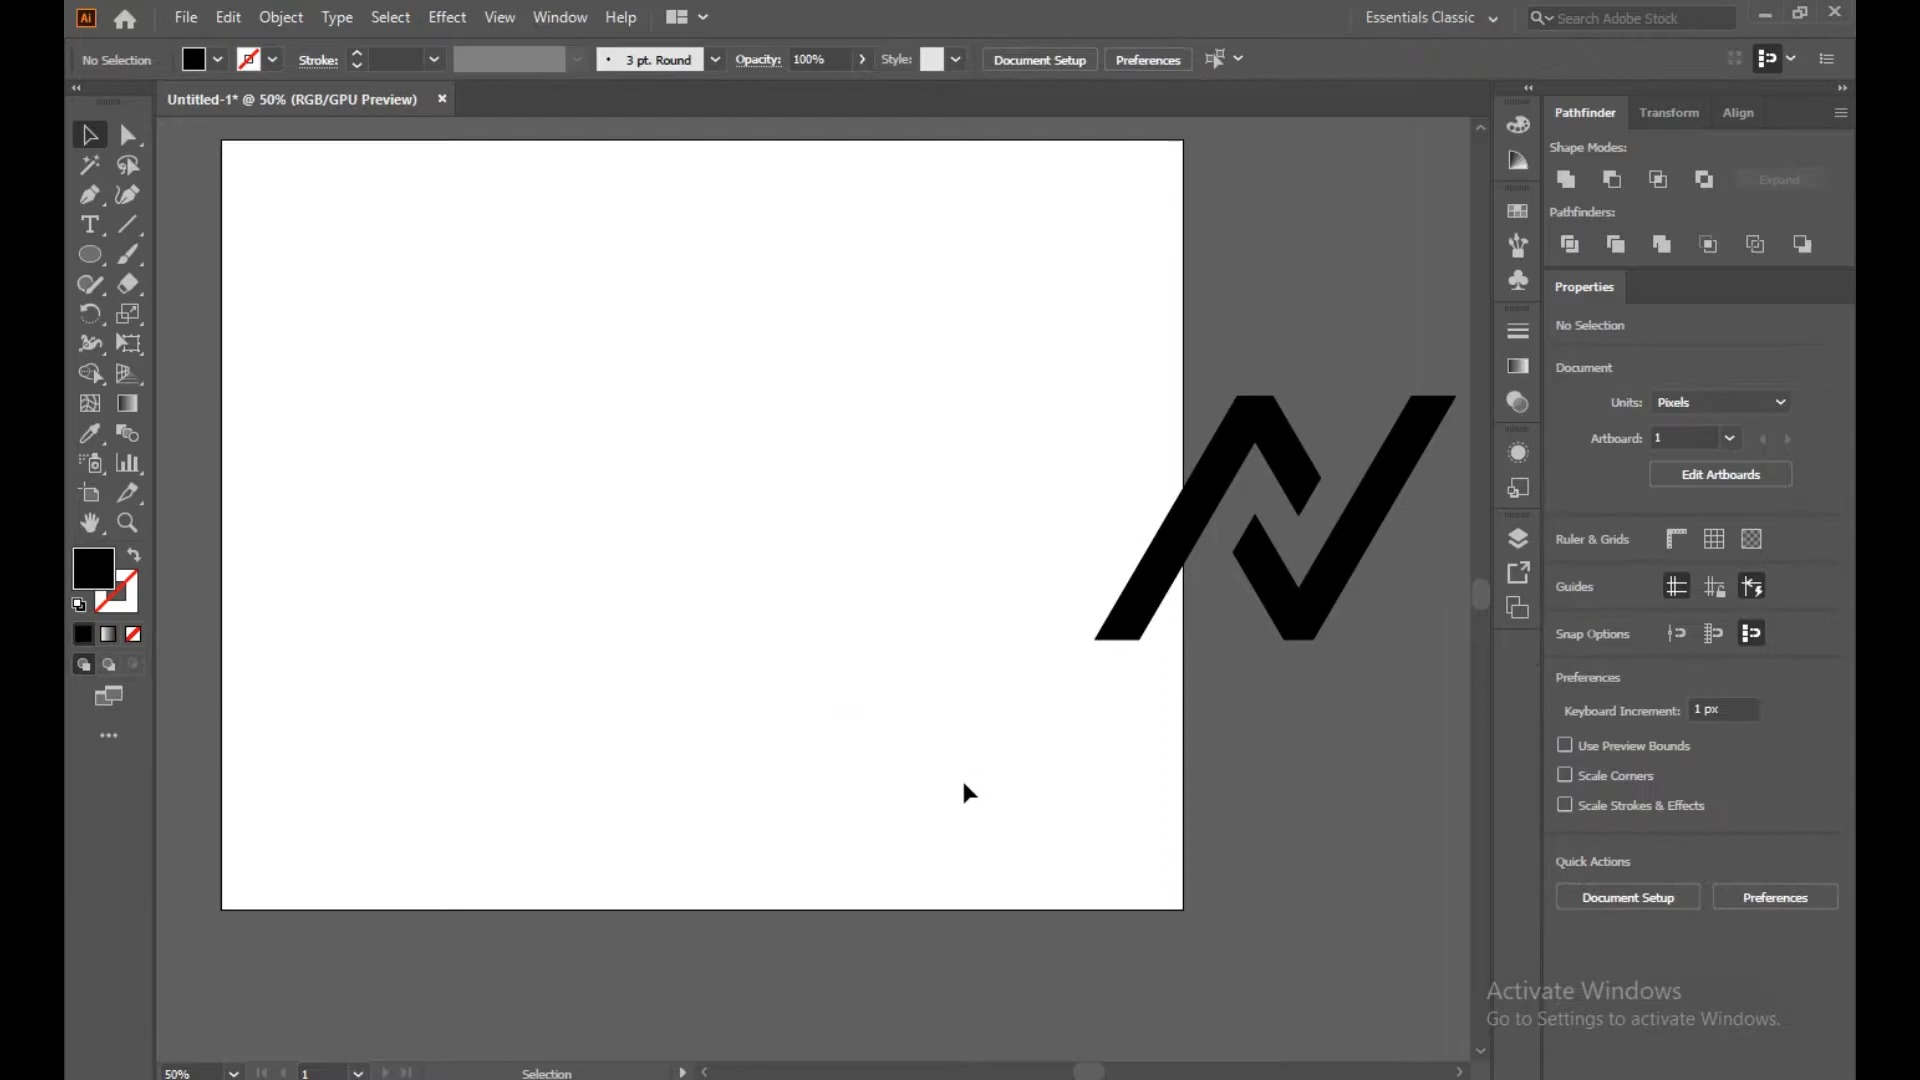 Ai File Edit Object Type Select Effect View Window Help Essentials Classic Search Adobe Stock
No Selection Stroke: 3 pt. Round Opacity: 100% Style: Document Setup Preferences
Untitled-1* @ 50% (RGB/GPU Preview)
Pathfinder Transform Align
Shape Modes:
Expand
Pathfinders:
Properties
No Selection
Document
Units: Pixels
Artboard: 1
Edit Artboards
Ruler & Grids
Guides
Snap Options
Preferences
Keyboard Increment: 1 px
Use Preview Bounds
Scale Corners
Scale Strokes & Effects
Quick Actions
Document Setup Preferences
Activate Windows
Go to Settings to activate Windows.
50% 1 Selection